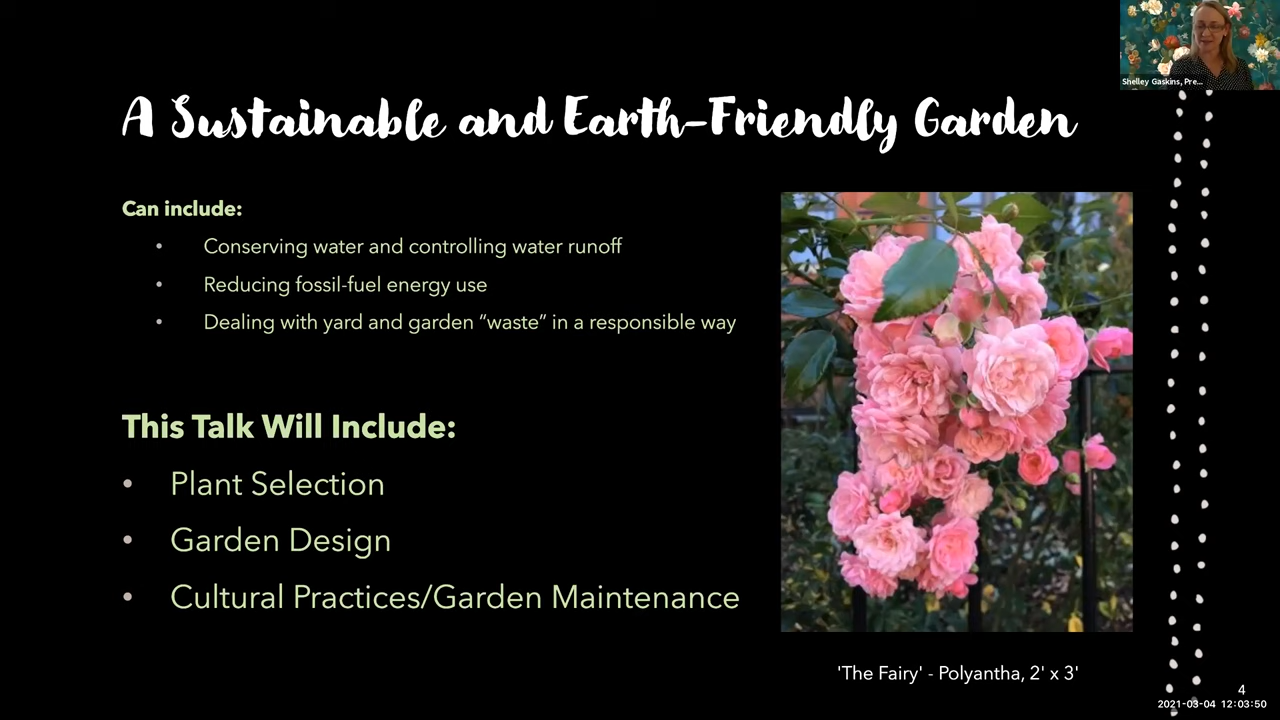 Shelley Gaskins, Pre...
A Sustainable and Earth-Friendly Garden
Can include:
• Conserving water and controlling water runoff
• Reducing fossil-fuel energy use
• Dealing with yard and garden “waste” in a responsible way
This Talk Will Include:
• Plant Selection
• Garden Design
• Cultural Practices/Garden Maintenance
'The Fairy' - Polyantha, 2' x 3'
4
2021-03-04 12:03:50